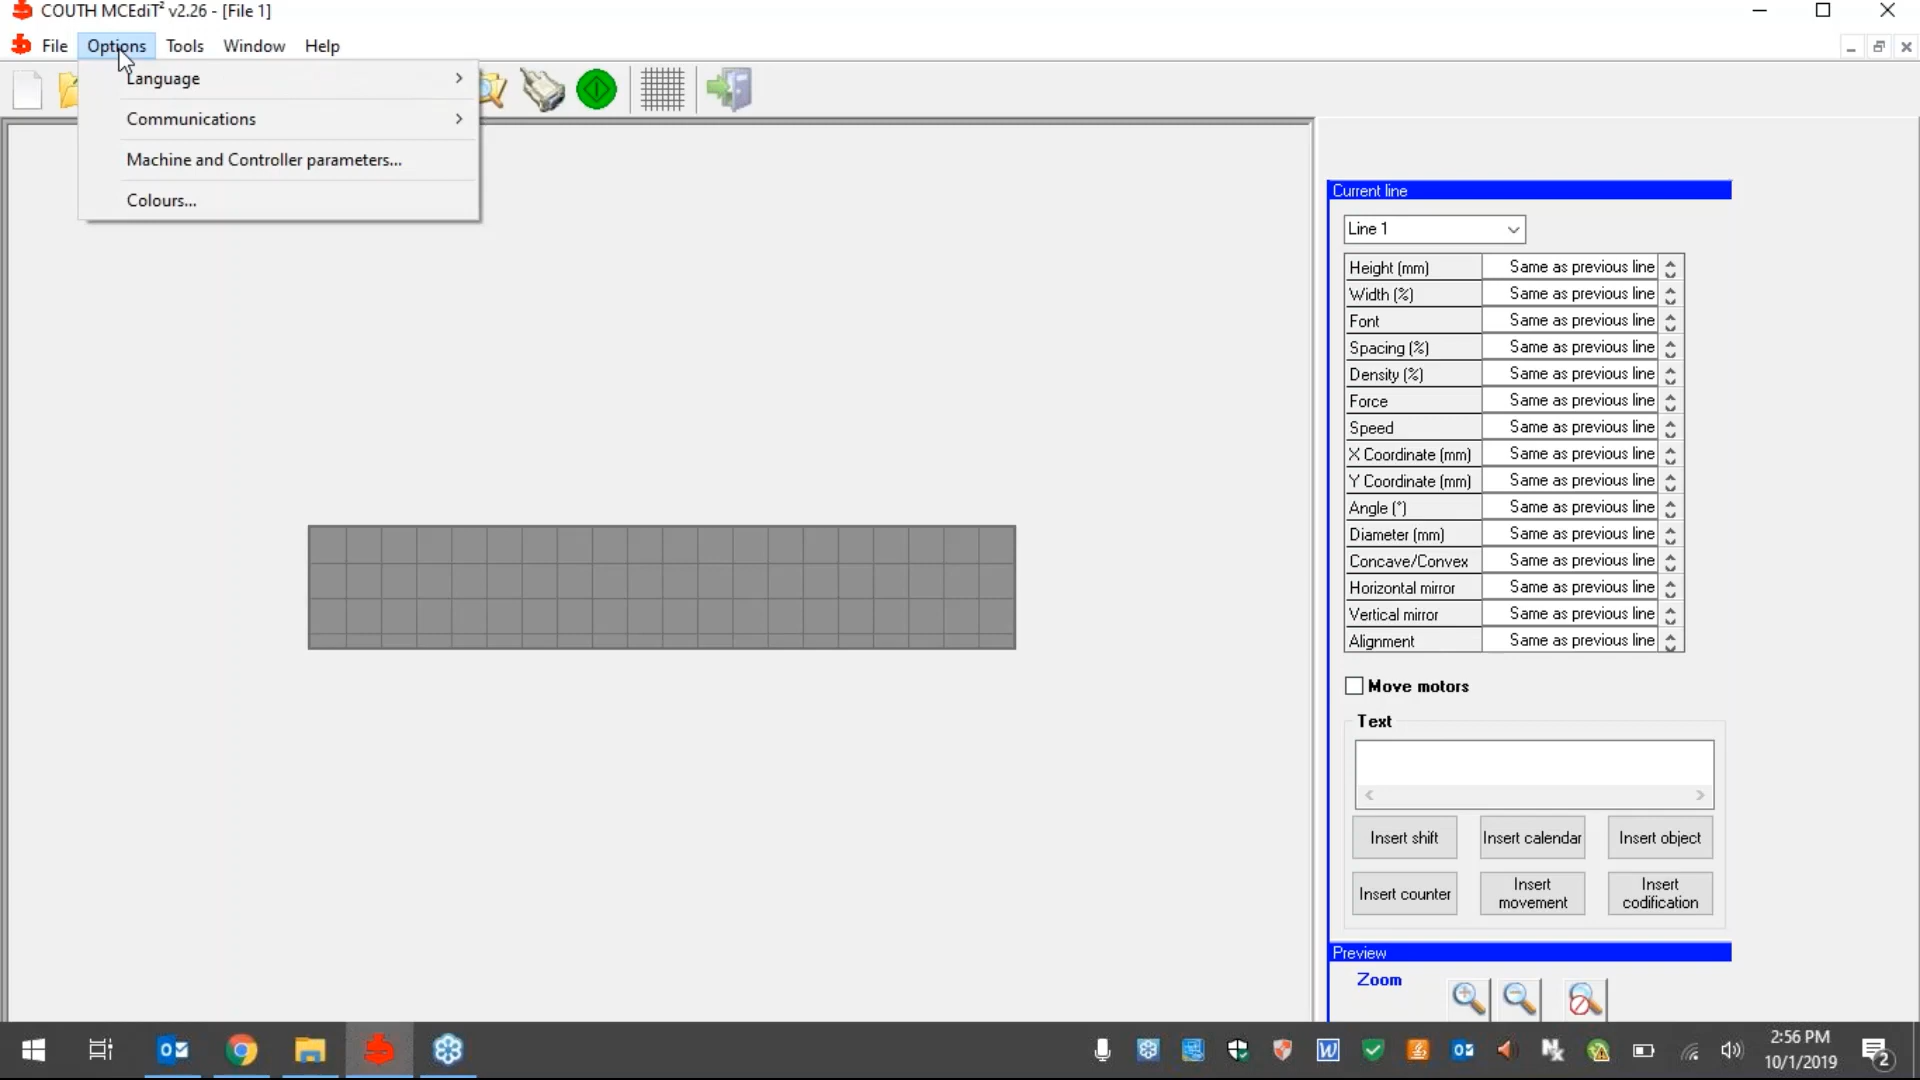 COUTH MCEdiT² v2.26 - [File 1]
File Options Tools Window Help
Language
Communications
Machine and Controller parameters...
Colours...
Current line
Line 1
Height (mm) Same as previous line
Width (%) Same as previous line
Font Same as previous line
Spacing (%) Same as previous line
Density (%) Same as previous line
Force Same as previous line
Speed Same as previous line
X Coordinate (mm) Same as previous line
Y Coordinate (mm) Same as previous line
Angle (°) Same as previous line
Diameter (mm) Same as previous line
Concave/Convex Same as previous line
Horizontal mirror Same as previous line
Vertical mirror Same as previous line
Alignment Same as previous line
Move motors
Text
Insert shift Insert calendar Insert object
Insert counter Insert movement Insert codification
Preview
Zoom
2:56 PM
10/1/2019
2